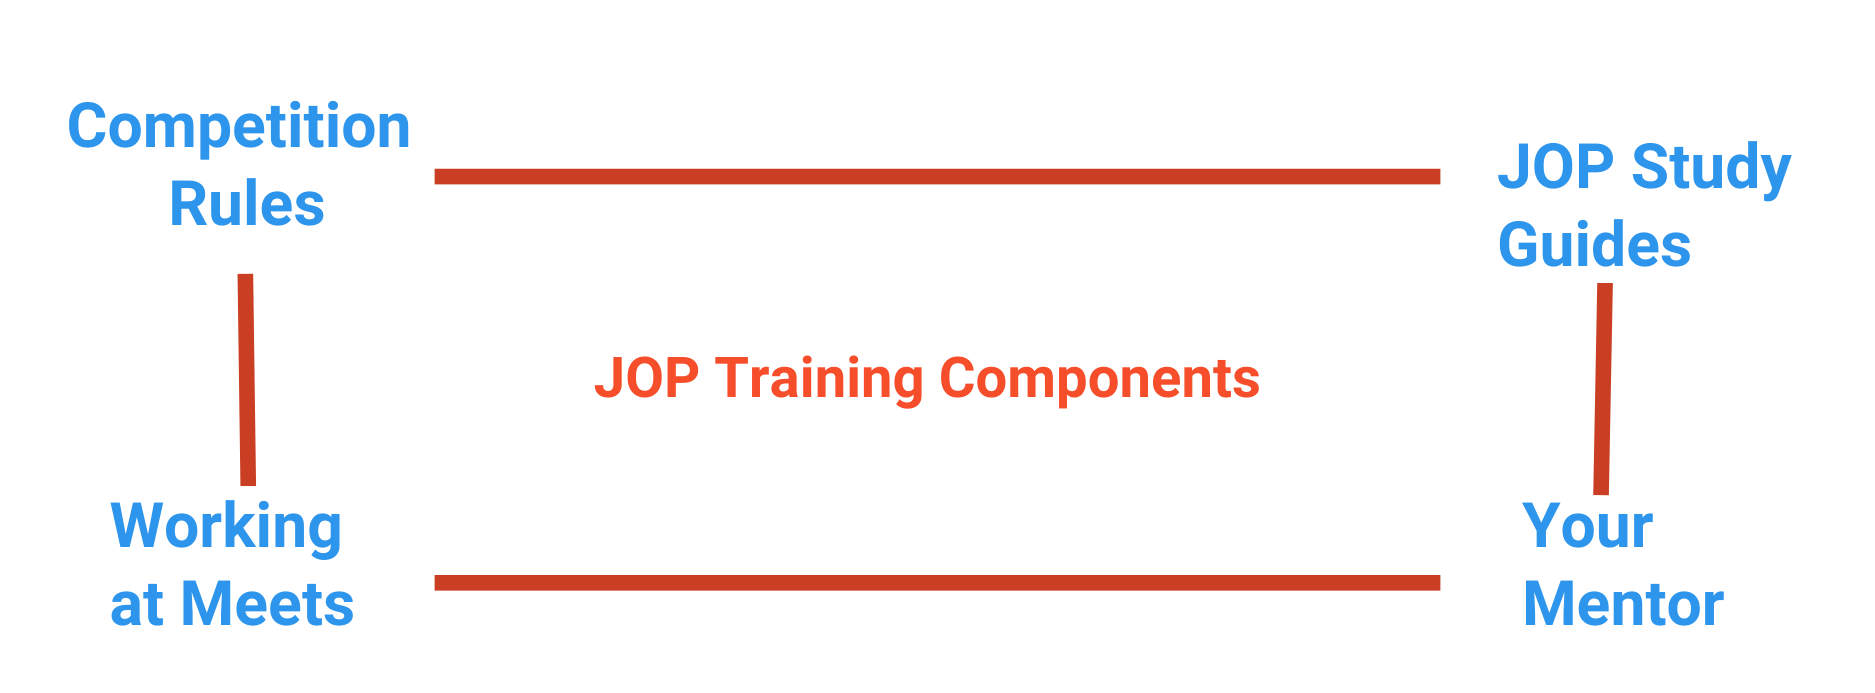 Competition
Rules
JOP Study
Guides
JOP Training Components
Working
at Meets
Your
Mentor